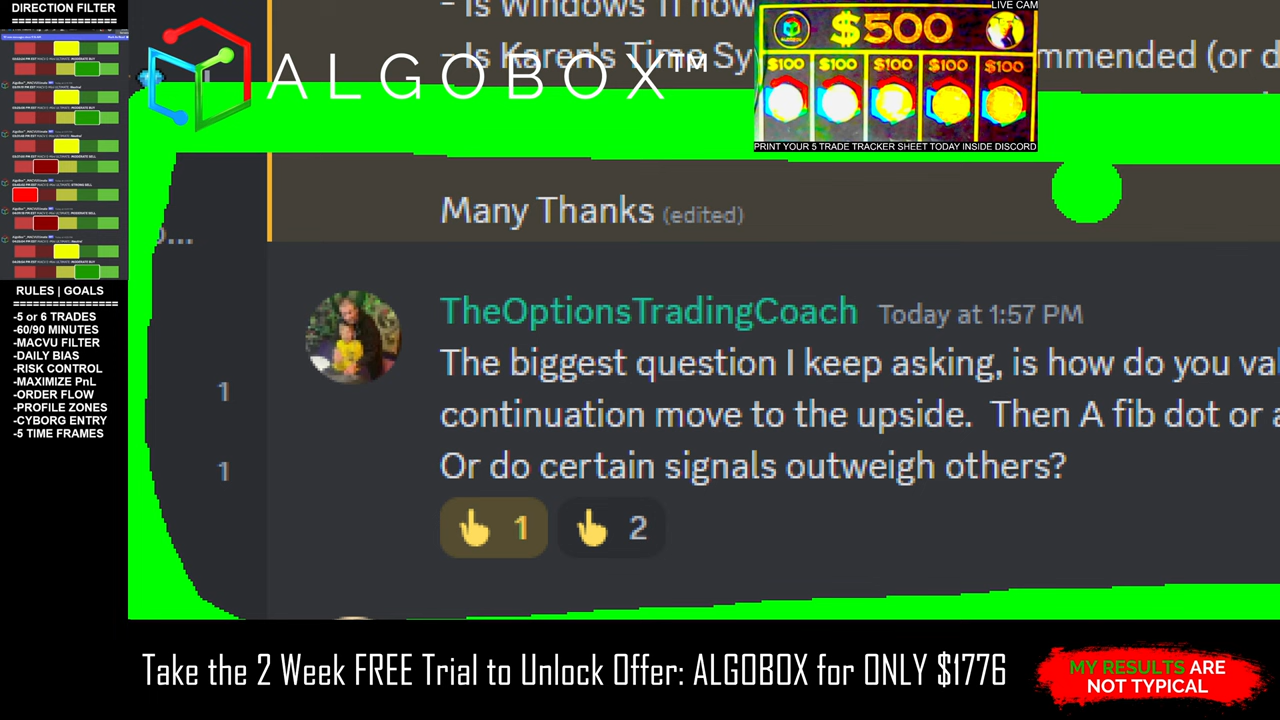 DIRECTION FILTER
================
RULES | GOALS
================
-5 or 6 TRADES
-60/90 MINUTES
-MACVU FILTER
-DAILY BIAS
-RISK CONTROL
-MAXIMIZE PnL
-ORDER FLOW
-PROFILE ZONES
-CYBORG ENTRY
-5 TIME FRAMES
ALGOBOX™
- Is Windows 11 now
- Is Karen's Time Sy
mmended (or d
LIVE CAM
$500
$100 $100 $100 $100 $100
PRINT YOUR 5 TRADE TRACKER SHEET TODAY INSIDE DISCORD
Many Thanks (edited)
TheOptionsTradingCoach Today at 1:57 PM
The biggest question I keep asking, is how do you val
continuation move to the upside. Then A fib dot or a
Or do certain signals outweigh others?
1 2
1
1
Take the 2 Week FREE Trial to Unlock Offer: ALGOBOX for ONLY $1776
MY RESULTS ARE
NOT TYPICAL